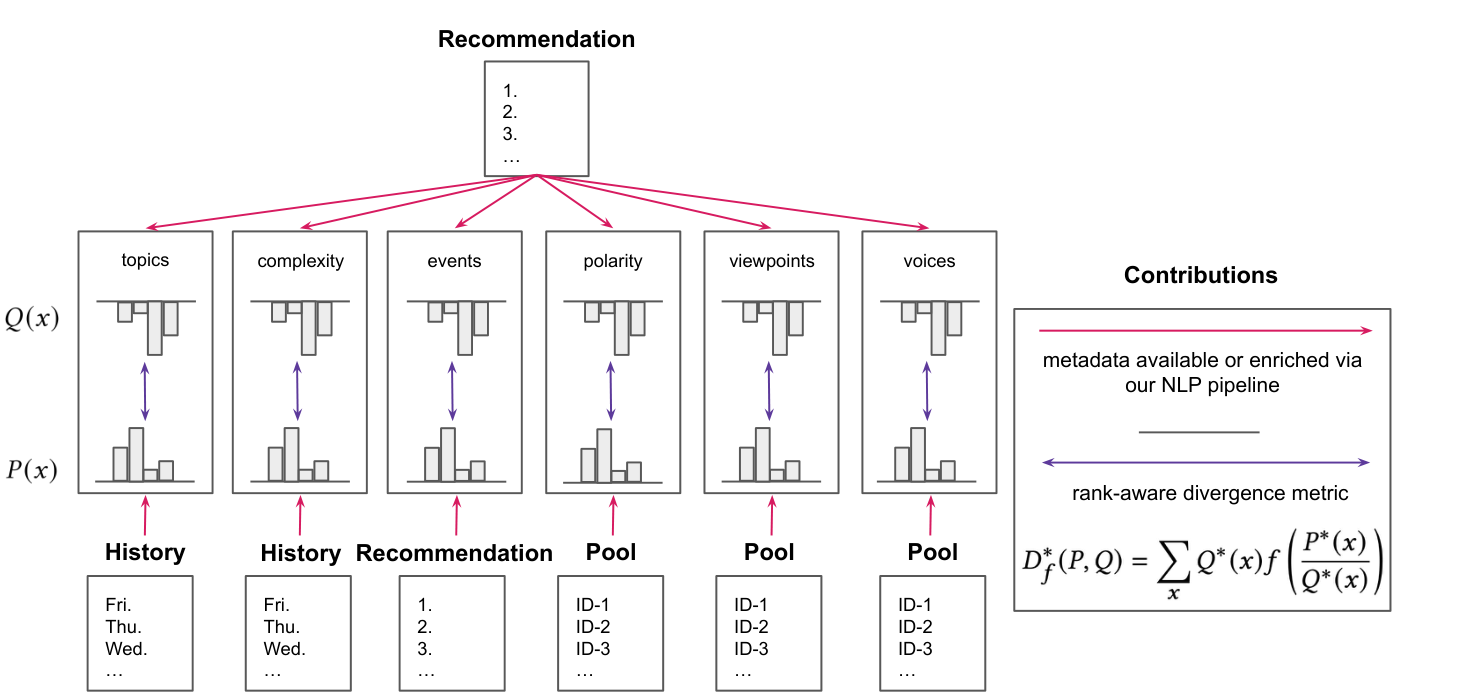 Recommendation
1.
2.
3.
…
topics complexity events polarity viewpoints voices
Q(x)
P(x)
History History Recommendation Pool Pool Pool
Fri. Fri. 1. ID-1 ID-1 ID-1
Thu. Thu. 2. ID-2 ID-2 ID-2
Wed. Wed. 3. ID-3 ID-3 ID-3
… … … … … …
Contributions
metadata available or enriched via
our NLP pipeline
rank-aware divergence metric
D*_f(P, Q) = ∑_x Q*(x) f (P*(x) / Q*(x))